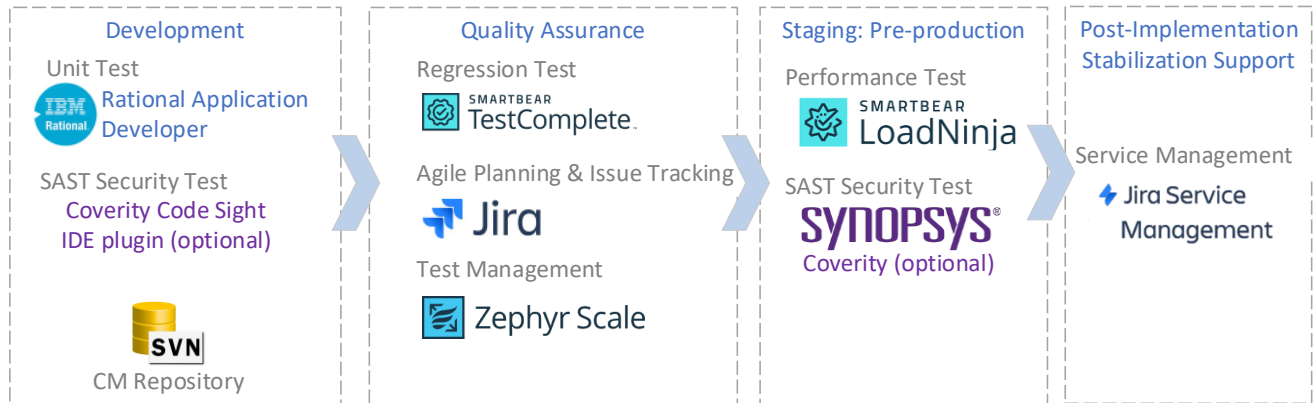 Development
Unit Test
IBM
Rational.
Rational Application
Developer
SAST Security Test
Coverity Code Sight
IDE plugin (optional)
SVN
CM Repository
Quality Assurance
Regression Test
SMARTBEAR
TestComplete™
Agile Planning & Issue Tracking
Jira
Test Management
Zephyr Scale
Staging: Pre-production
Performance Test
SMARTBEAR
LoadNinja
SAST Security Test
SYNOPSYS®
Coverity (optional)
Post-Implementation
Stabilization Support
Service Management
Jira Service
Management